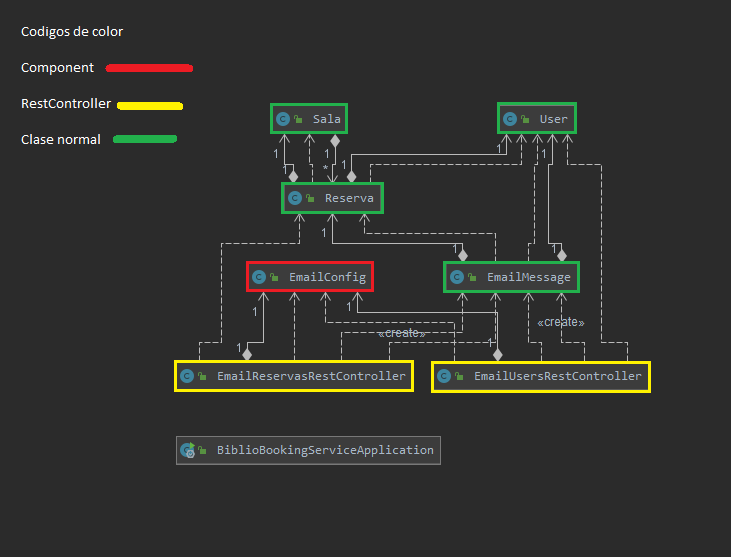 Codigos de color
Component
RestController
Clase normal
Sala
User
1
1
1
1
1
*
1
1
Reserva
1
1
1
EmailConfig
EmailMessage
1
1
«create»
«create»
1
1
EmailReservasRestController
EmailUsersRestController
BiblioBookingServiceApplication